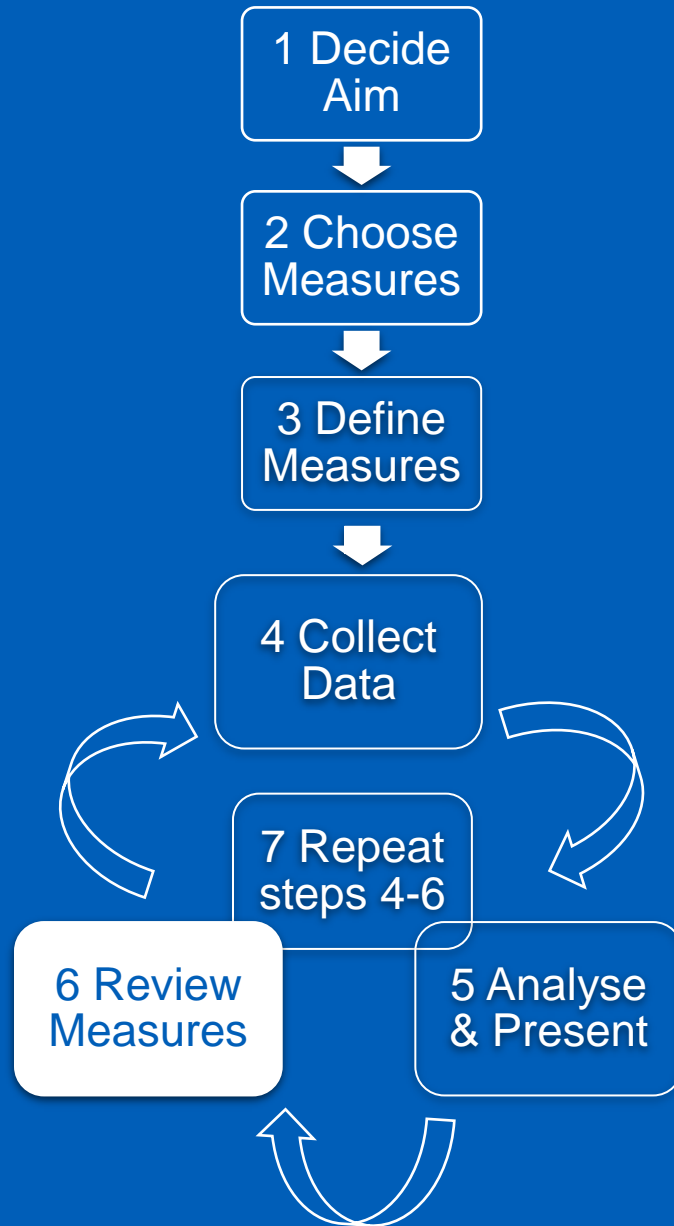 1 Decide
Aim
2 Choose
Measures
3 Define
Measures
4 Collect
Data
7 Repeat
steps 4-6
6 Review
Measures
5 Analyse
& Present